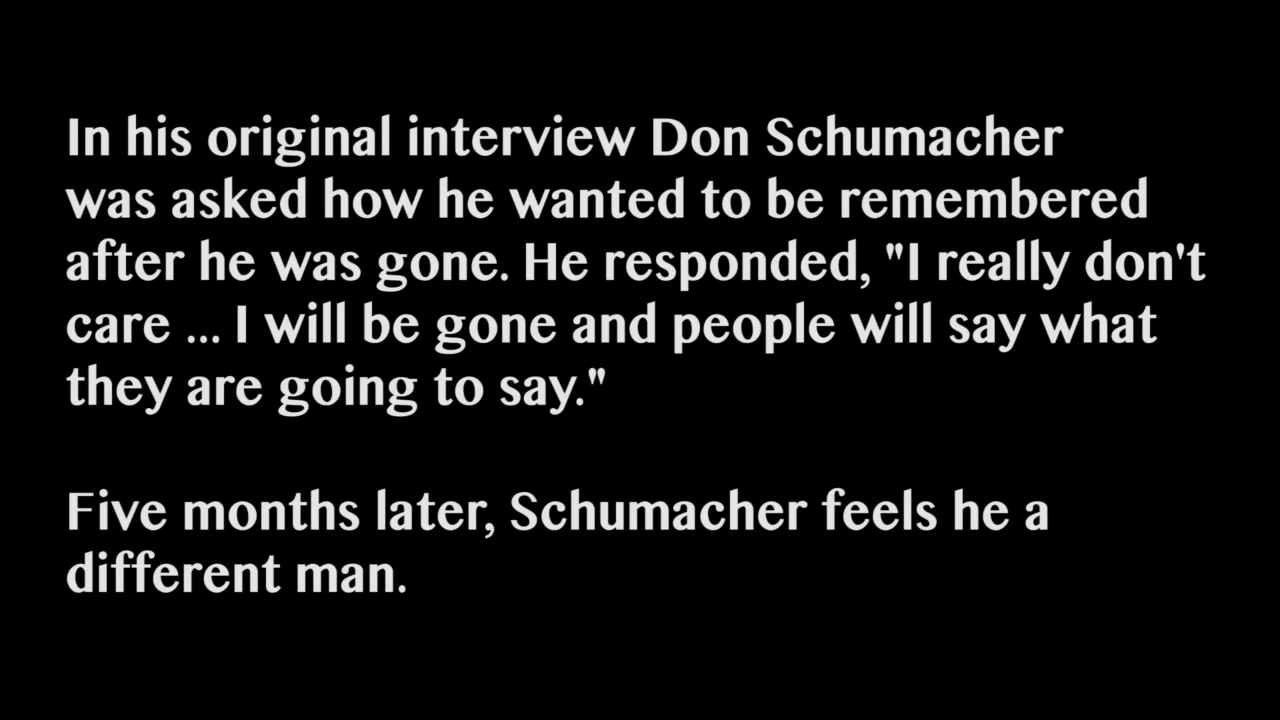 In his original interview Don Schumacher
was asked how he wanted to be remembered
after he was gone. He responded, "I really don't
care ... I will be gone and people will say what
they are going to say."
Five months later, Schumacher feels he a
different man.